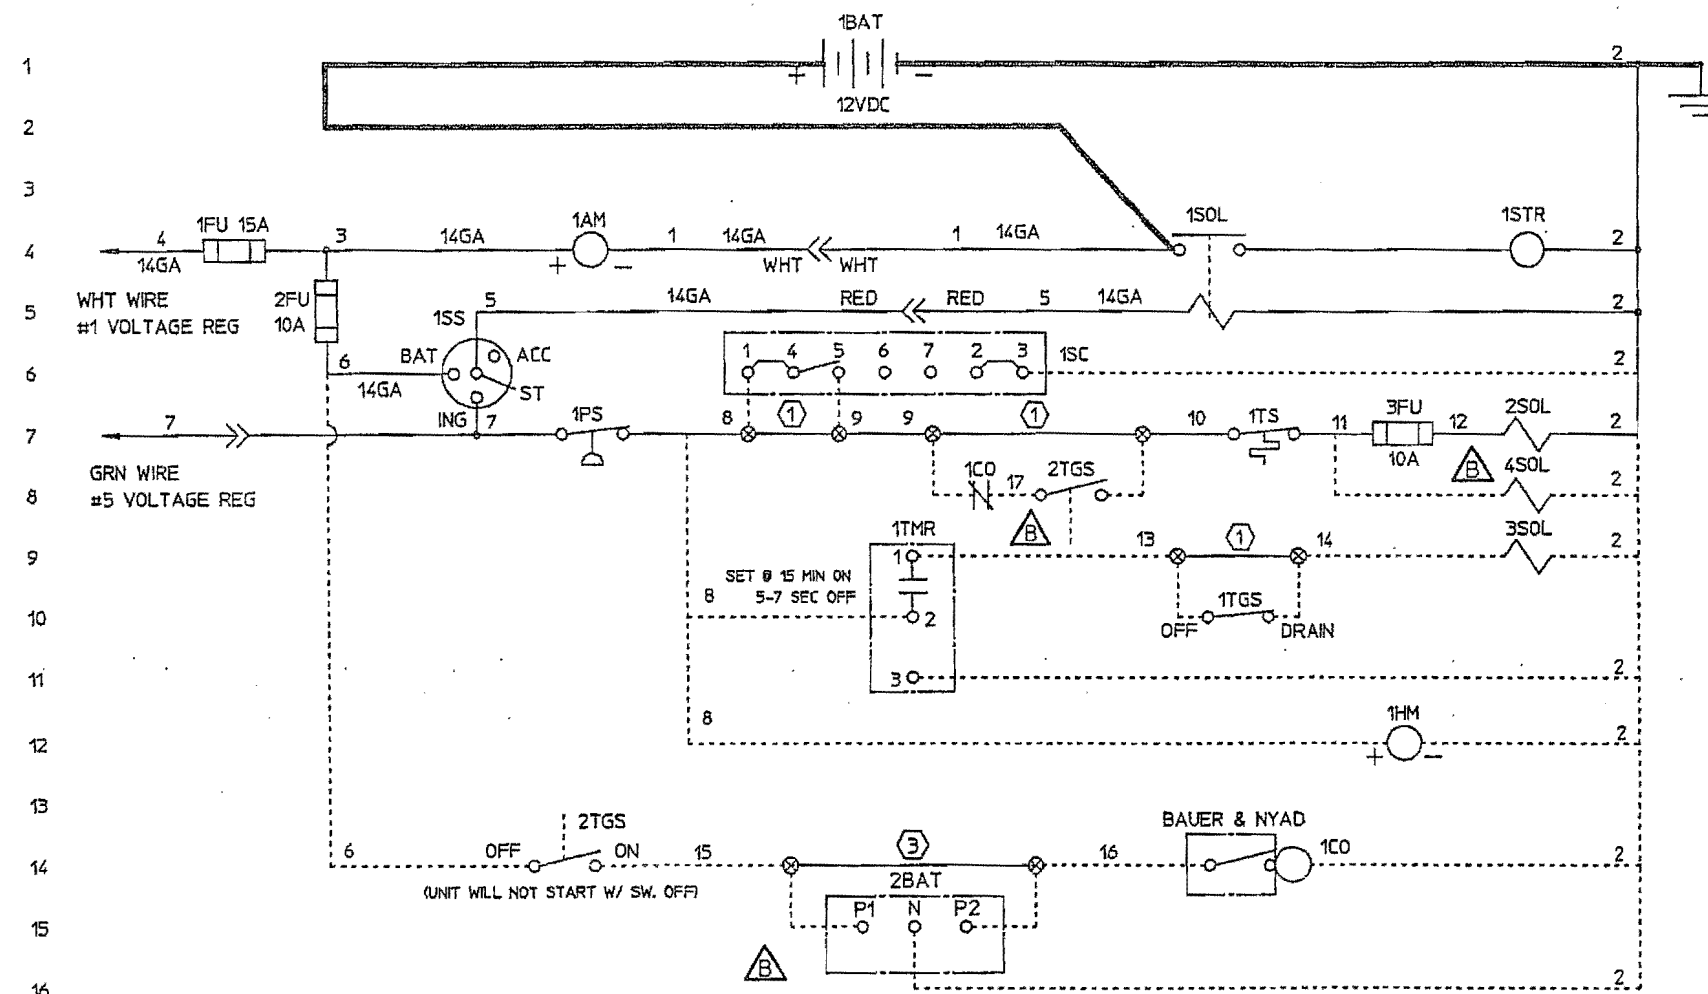 1BAT
1 + − 2
12VDC
2
3
1FU 15A 1AM 1SOL 1STR
4 4 3 14GA 1 14GA 1 14GA 2
14GA + − WHT WHT
WHT WIRE
#1 VOLTAGE REG
2FU
10A
5 5 14GA RED RED 5 14GA 2
1SS
BAT ACC
1 4 5 6 7 2 3 1SC
6 6 2
14GA ST
ING 7
7 7 1PS 8 1 9 9 1 10 1TS 11 3FU 12 2SOL 2
10A
GRN WIRE
#5 VOLTAGE REG
B 4SOL
8 1CO 17 2TGS 2
B
1TMR 3SOL
9 1 13 1 14 2
SET @ 15 MIN ON
5-7 SEC OFF
10 8 2 1TGS
OFF DRAIN
11 3 2
8 1HM
12 + − 2
13
2TGS BAUER & NYAD
14 6 OFF ON 15 3 16 1CO 2
(UNIT WILL NOT START W/ SW. OFF)
2BAT
P1 N P2
15
B
16 2